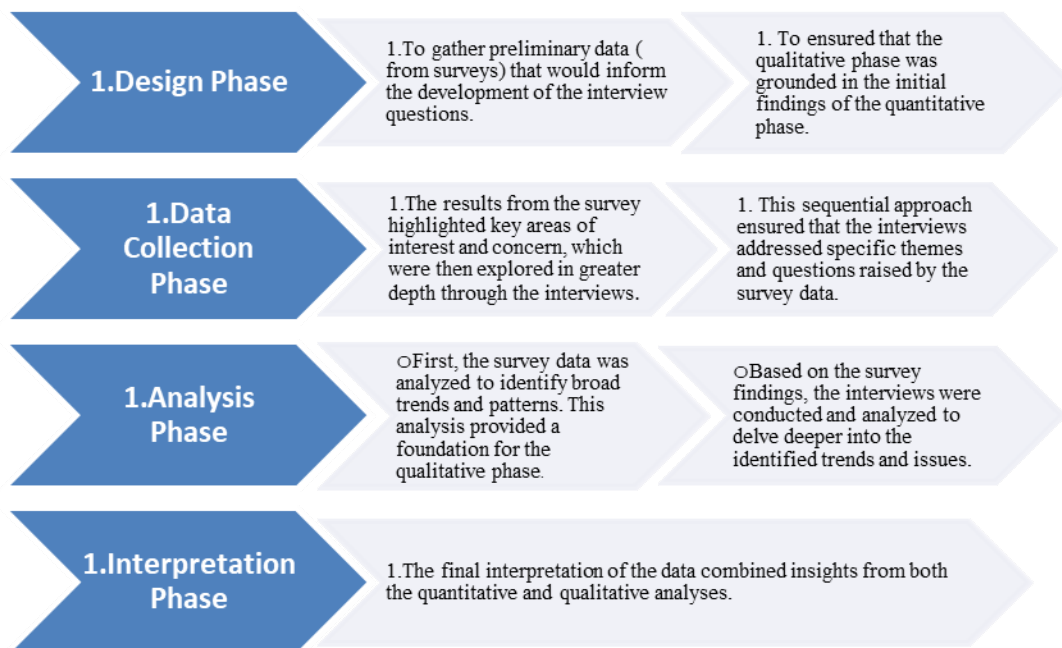 1.Design Phase
1.To gather preliminary data (
from surveys) that would inform
the development of the interview
questions.
1. To ensured that the
qualitative phase was
grounded in the initial
findings of the quantitative
phase.
1.Data
Collection
Phase
1.The results from the survey
highlighted key areas of
interest and concern, which
were then explored in greater
depth through the interviews.
1. This sequential approach
ensured that the interviews
addressed specific themes
and questions raised by the
survey data.
1.Analysis
Phase
○First, the survey data was
analyzed to identify broad
trends and patterns. This
analysis provided a
foundation for the
qualitative phase.
○Based on the survey
findings, the interviews were
conducted and analyzed to
delve deeper into the
identified trends and issues.
1.Interpretation
Phase
1.The final interpretation of the data combined insights from both
the quantitative and qualitative analyses.